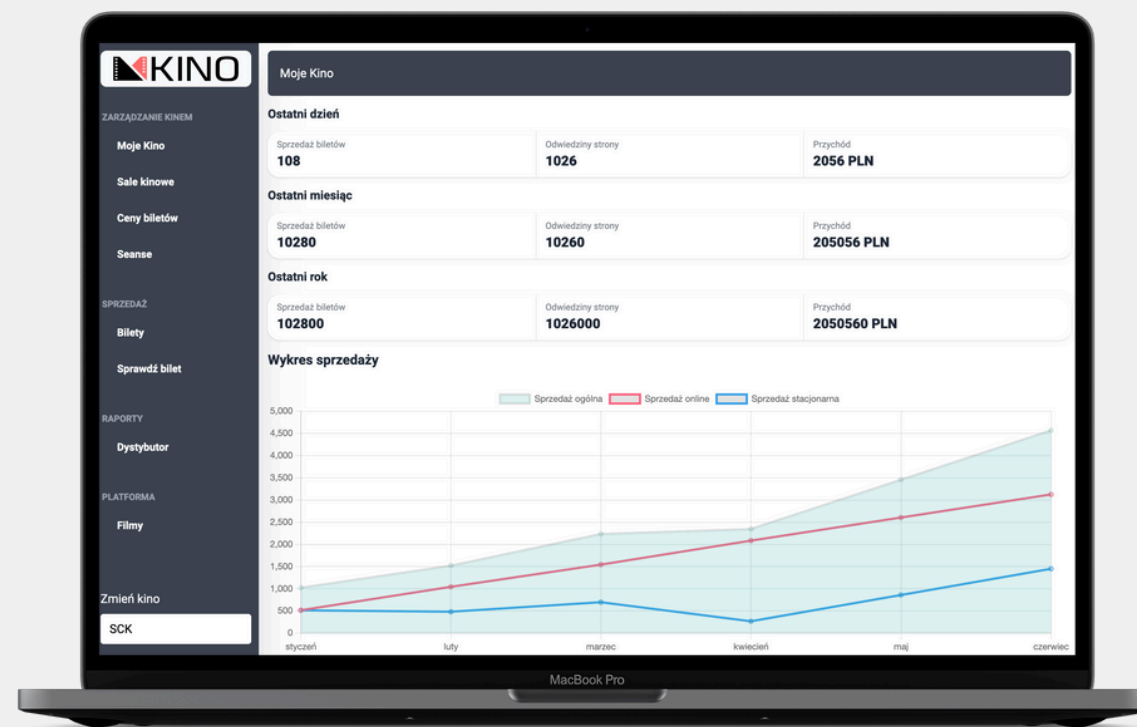 KINO
ZARZĄDZANIE KINEM
Moje Kino
Sale kinowe
Ceny biletów
Seanse
SPRZEDAŻ
Bilety
Sprawdź bilet
RAPORTY
Dystybutor
PLATFORMA
Filmy
Zmień kino
SCK
Moje Kino
Ostatni dzień
Sprzedaż biletów Odwiedziny strony Przychód
108 1026 2056 PLN
Ostatni miesiąc
Sprzedaż biletów Odwiedziny strony Przychód
10280 10260 205056 PLN
Ostatni rok
Sprzedaż biletów Odwiedziny strony Przychód
102800 1026000 2050560 PLN
Wykres sprzedaży
Sprzedaż ogólna Sprzedaż online Sprzedaż stacjonarna
5,000
4,500
4,000
3,500
3,000
2,500
2,000
1,500
1,000
500
0
styczeń luty marzec kwiecień maj czerwiec
MacBook Pro